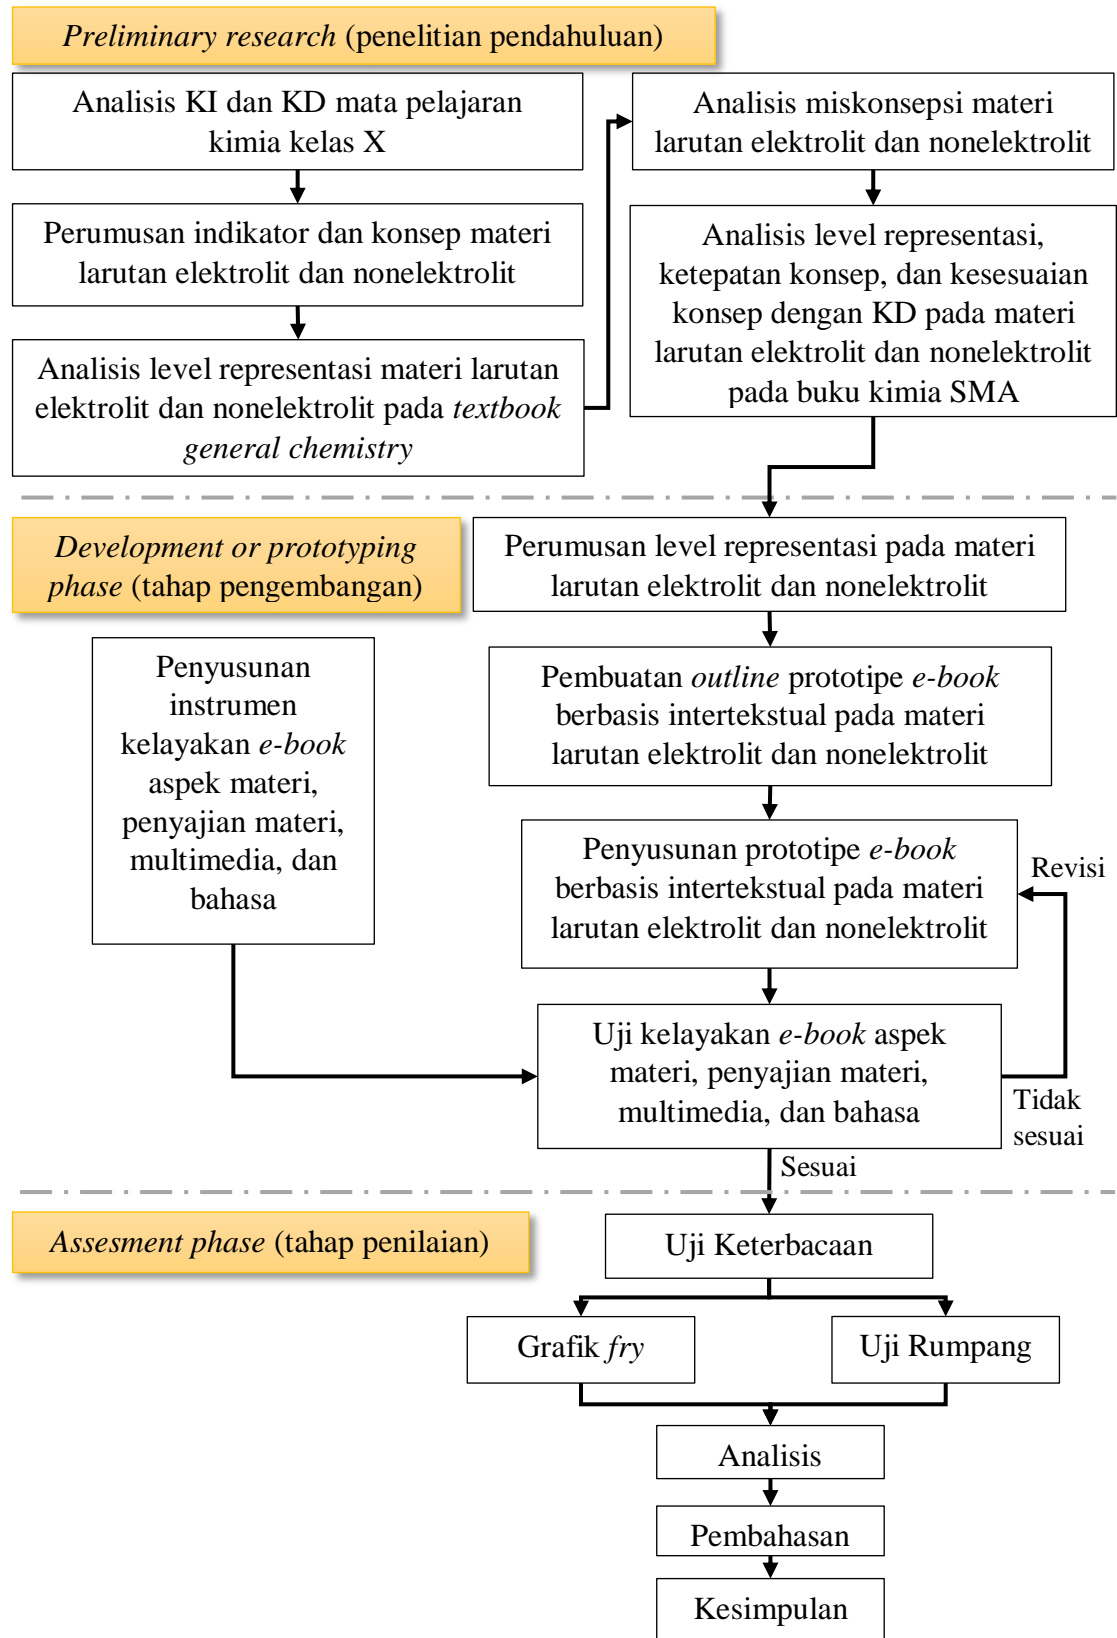 Preliminary research (penelitian pendahuluan)
Analisis KI dan KD mata pelajaran
kimia kelas X
Perumusan indikator dan konsep materi
larutan elektrolit dan nonelektrolit
Analisis level representasi materi larutan
elektrolit dan nonelektrolit pada textbook
general chemistry
Analisis miskonsepsi materi
larutan elektrolit dan nonelektrolit
Analisis level representasi,
ketepatan konsep, dan kesesuaian
konsep dengan KD pada materi
larutan elektrolit dan nonelektrolit
pada buku kimia SMA
Development or prototyping
phase (tahap pengembangan)
Perumusan level representasi pada materi
larutan elektrolit dan nonelektrolit
Penyusunan
instrumen
kelayakan e-book
aspek materi,
penyajian materi,
multimedia, dan
bahasa
Pembuatan outline prototipe e-book
berbasis intertekstual pada materi
larutan elektrolit dan nonelektrolit
Penyusunan prototipe e-book
berbasis intertekstual pada materi
larutan elektrolit dan nonelektrolit
Revisi
Uji kelayakan e-book aspek
materi, penyajian materi,
multimedia, dan bahasa
Tidak
sesuai
Sesuai
Assesment phase (tahap penilaian)
Uji Keterbacaan
Grafik fry
Uji Rumpang
Analisis
Pembahasan
Kesimpulan